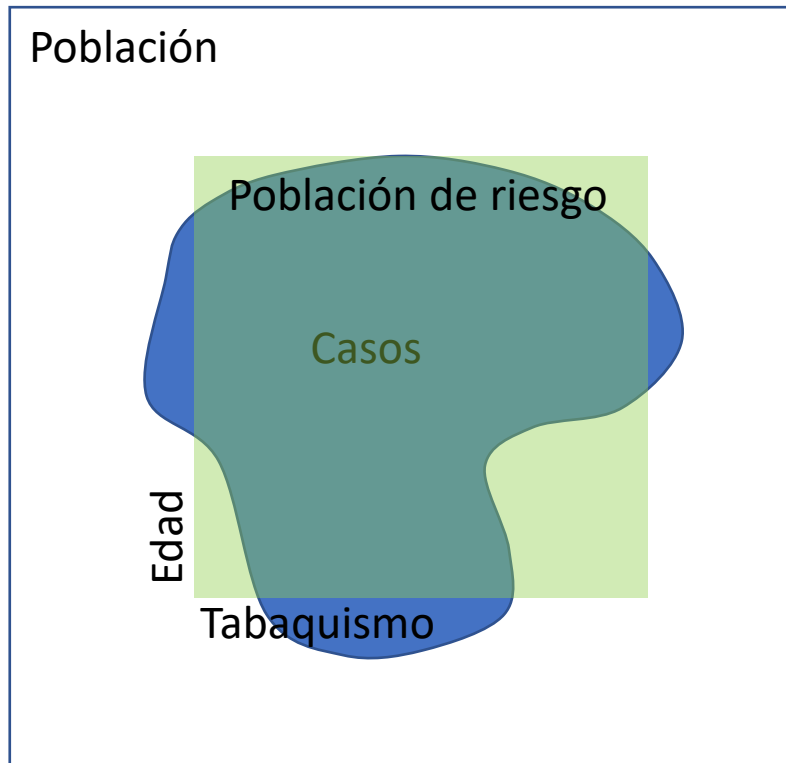 Población
Población de riesgo
Casos
Edad
Tabaquismo